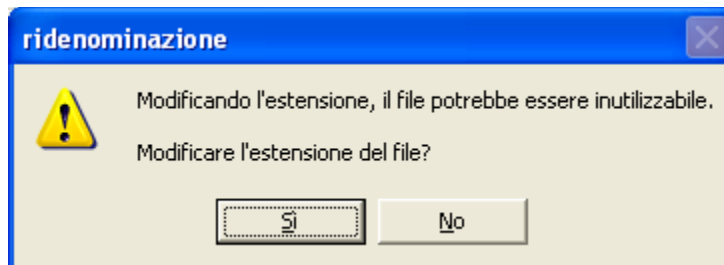 ridenominazione
Modificando l'estensione, il file potrebbe essere inutilizzabile.
Modificare l'estensione del file?
Sì No